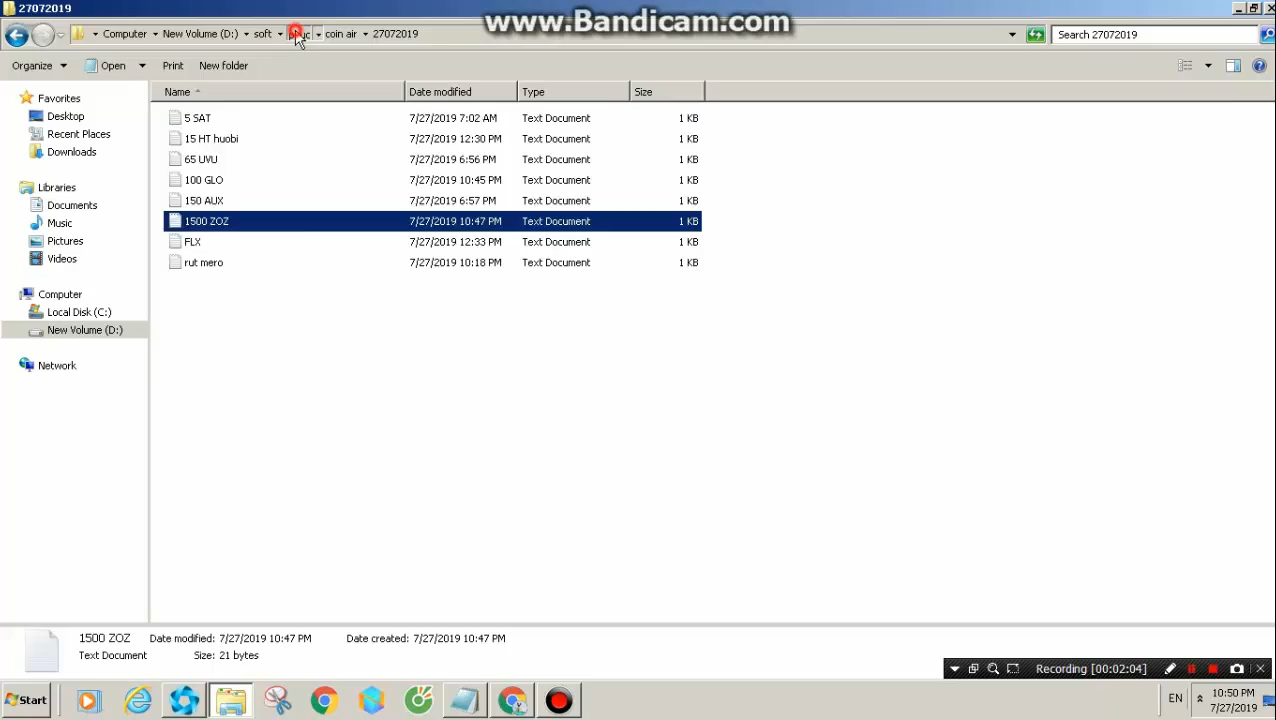 27072019
www.Bandicam.com
Computer New Volume (D:) soft coin air 27072019
Search 27072019
Organize Open Print New folder
Name Date modified Type Size
Favorites
Desktop
Recent Places
Downloads
Libraries
Documents
Music
Pictures
Videos
Computer
Local Disk (C:)
New Volume (D:)
Network
5 SAT 7/27/2019 7:02 AM Text Document 1 KB
15 HT huobi 7/27/2019 12:30 PM Text Document 1 KB
65 UVU 7/27/2019 6:56 PM Text Document 1 KB
100 GLO 7/27/2019 10:45 PM Text Document 1 KB
150 AUX 7/27/2019 6:57 PM Text Document 1 KB
1500 ZOZ 7/27/2019 10:47 PM Text Document 1 KB
FLX 7/27/2019 12:33 PM Text Document 1 KB
rut mero 7/27/2019 10:18 PM Text Document 1 KB
1500 ZOZ Date modified: 7/27/2019 10:47 PM Date created: 7/27/2019 10:47 PM
Text Document Size: 21 bytes
Recording [00:02:04]
Start
EN
10:50 PM
7/27/2019